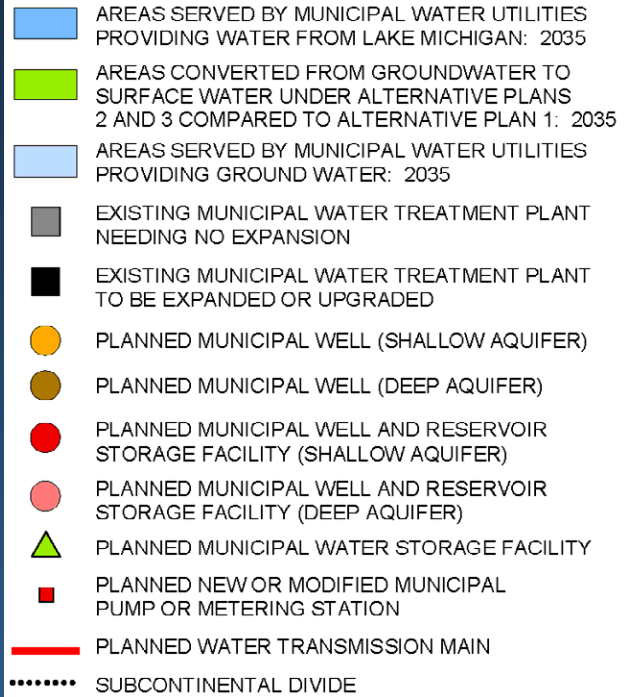 AREAS SERVED BY MUNICIPAL WATER UTILITIES
PROVIDING WATER FROM LAKE MICHIGAN: 2035
AREAS CONVERTED FROM GROUNDWATER TO
SURFACE WATER UNDER ALTERNATIVE PLANS
2 AND 3 COMPARED TO ALTERNATIVE PLAN 1: 2035
AREAS SERVED BY MUNICIPAL WATER UTILITIES
PROVIDING GROUND WATER: 2035
EXISTING MUNICIPAL WATER TREATMENT PLANT
NEEDING NO EXPANSION
EXISTING MUNICIPAL WATER TREATMENT PLANT
TO BE EXPANDED OR UPGRADED
PLANNED MUNICIPAL WELL (SHALLOW AQUIFER)
PLANNED MUNICIPAL WELL (DEEP AQUIFER)
PLANNED MUNICIPAL WELL AND RESERVOIR
STORAGE FACILITY (SHALLOW AQUIFER)
PLANNED MUNICIPAL WELL AND RESERVOIR
STORAGE FACILITY (DEEP AQUIFER)
PLANNED MUNICIPAL WATER STORAGE FACILITY
PLANNED NEW OR MODIFIED MUNICIPAL
PUMP OR METERING STATION
PLANNED WATER TRANSMISSION MAIN
SUBCONTINENTAL DIVIDE